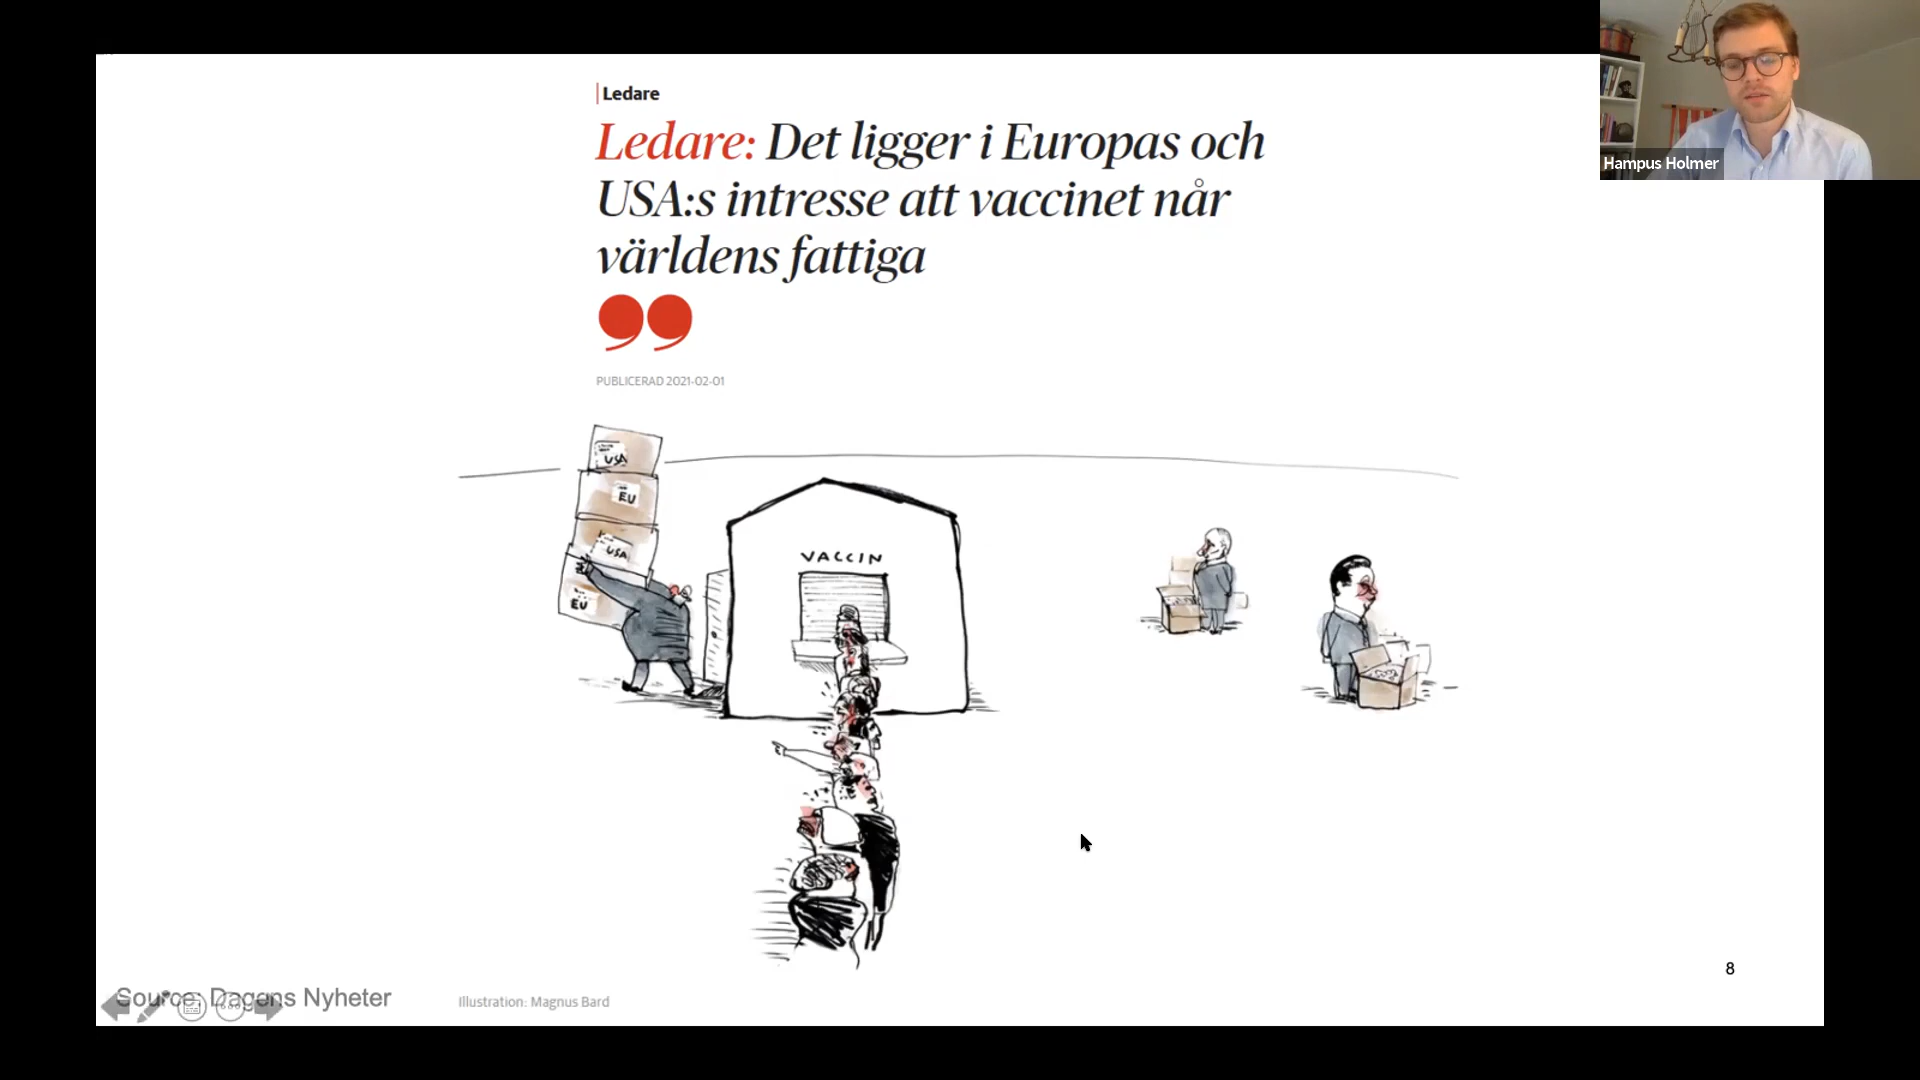 Ledare
Ledare: Det ligger i Europas och
USA:s intresse att vaccinet når
världens fattiga
PUBLICERAD 2021-02-01
USA
EU
USA
EU
VACCIN
Hampus Holmer
8
Source: Dagens Nyheter
Illustration: Magnus Bard